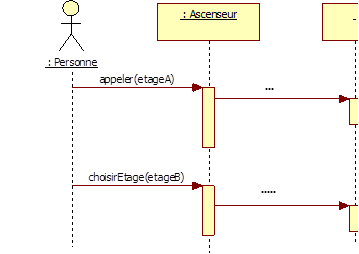 : Ascenseur
: Personne
appeler(etageA)
...
choisirEtage(etageB)
.....